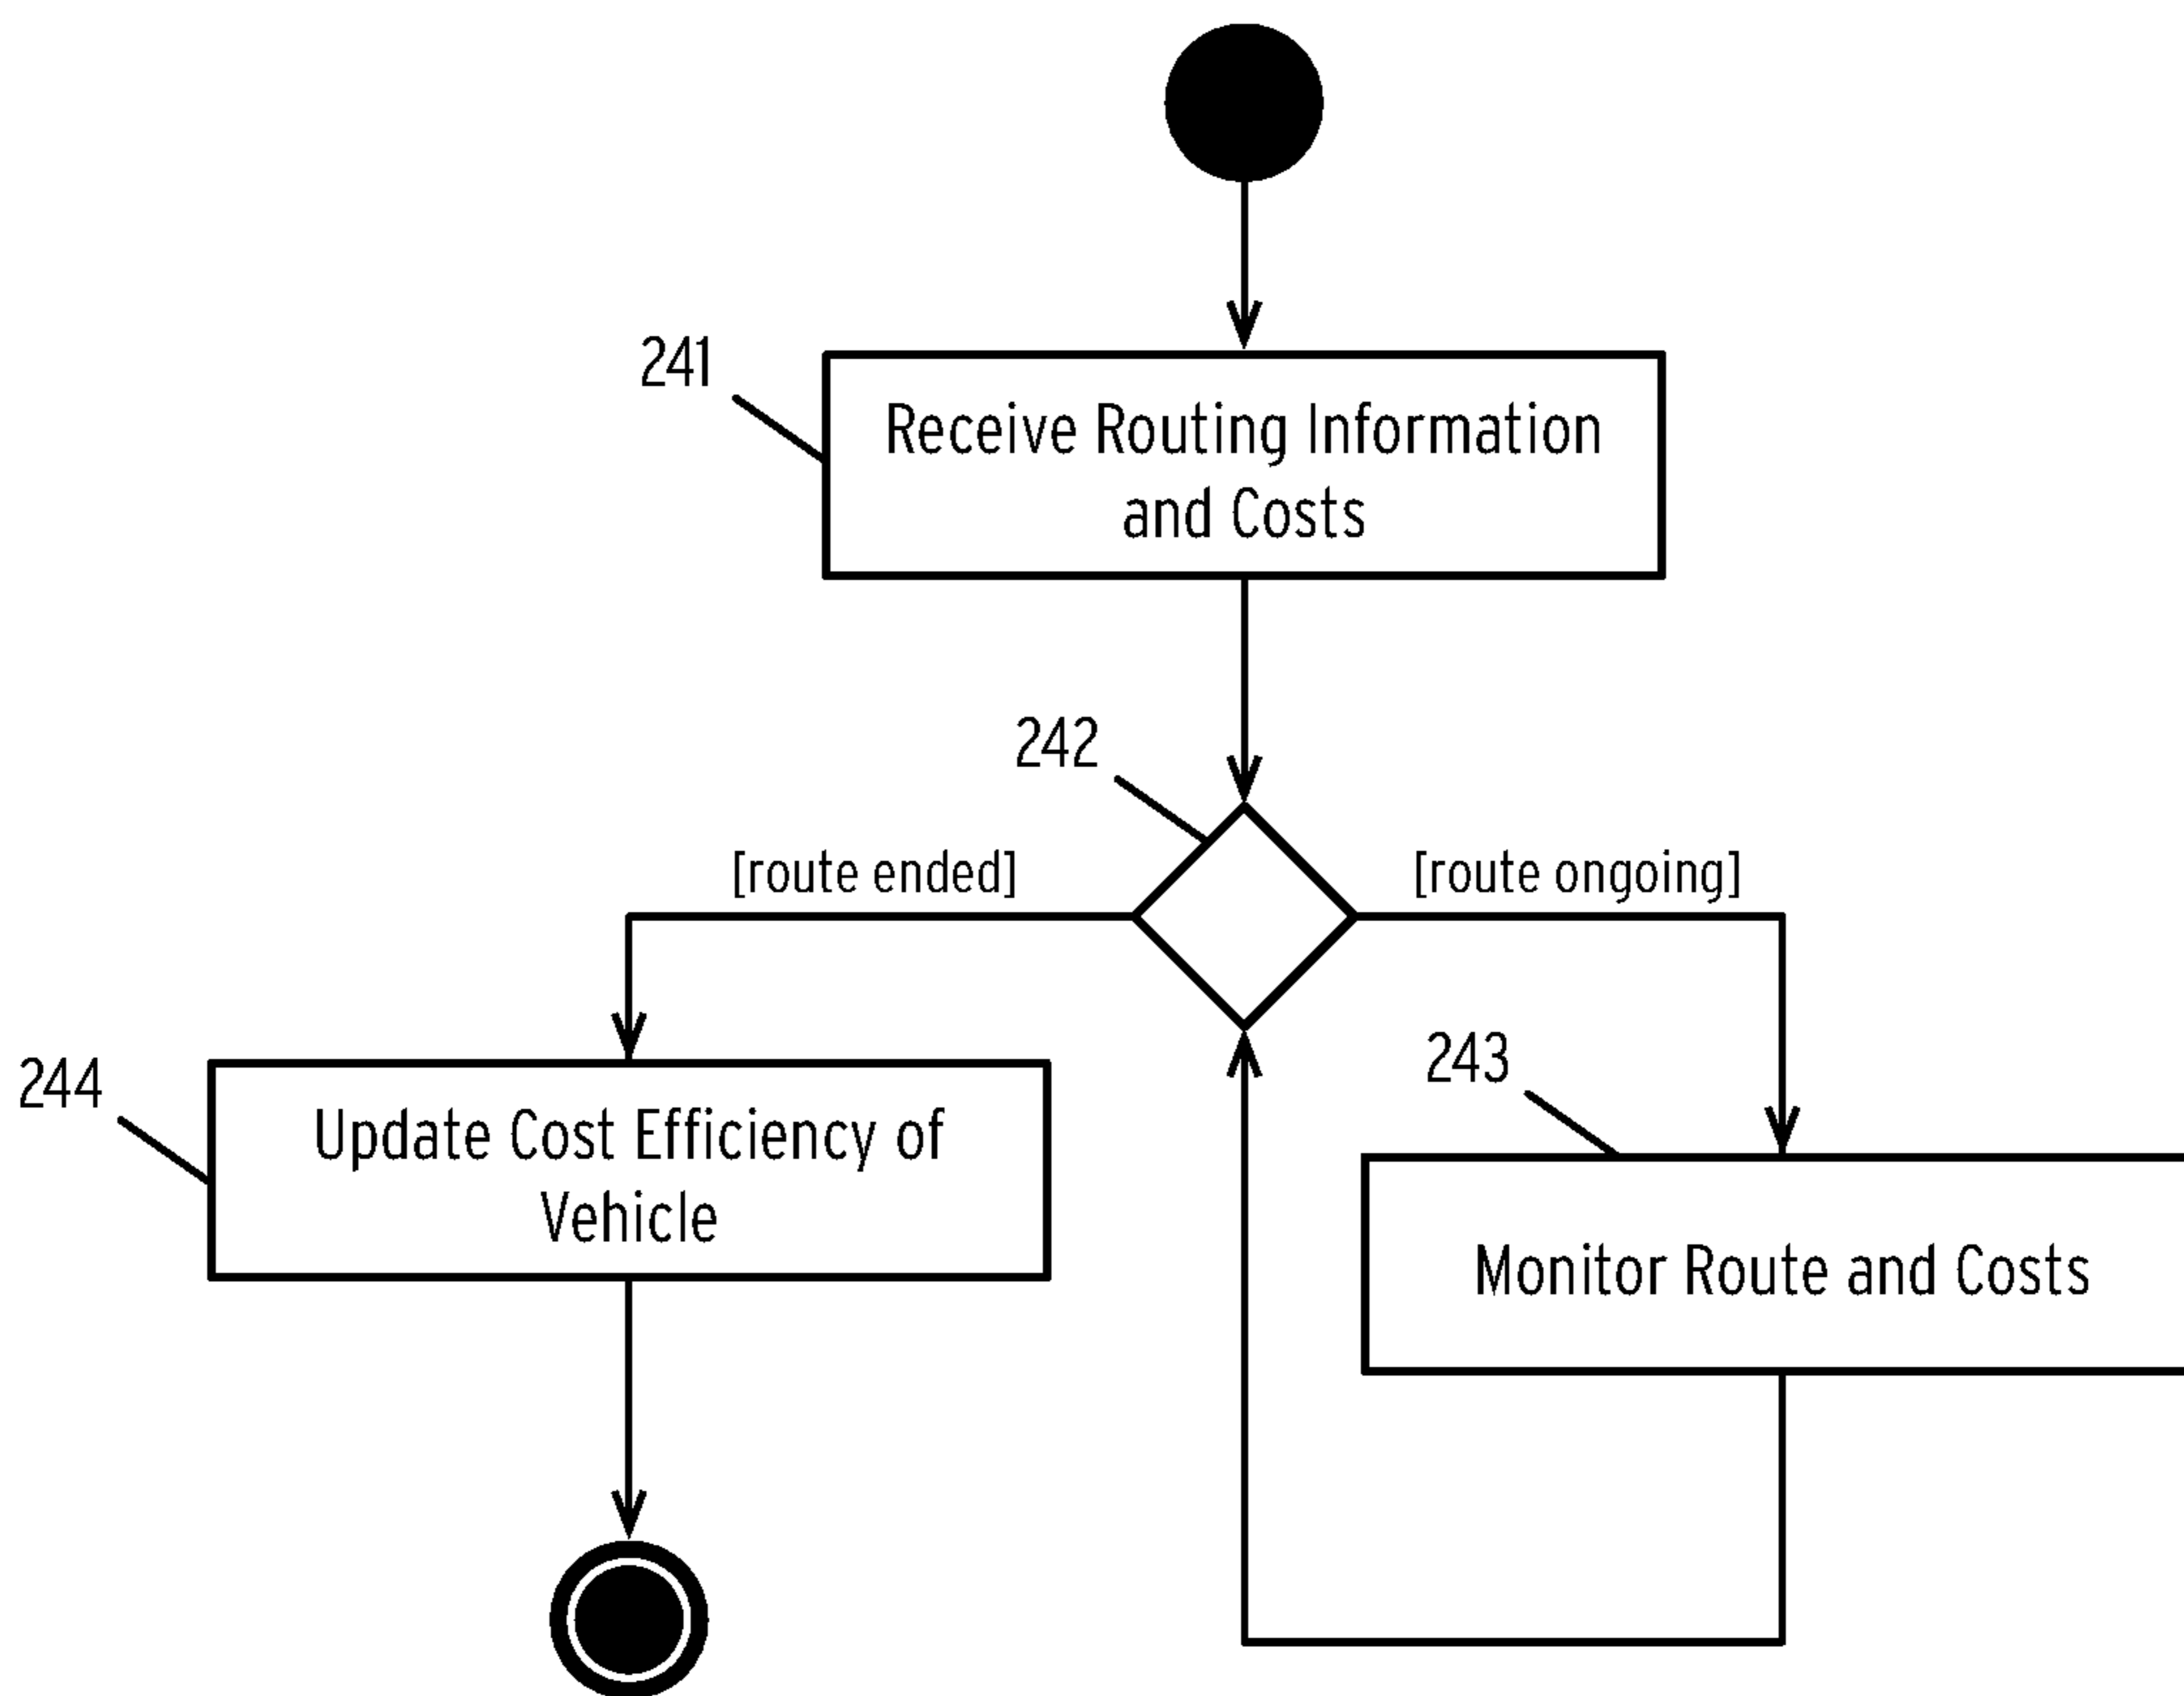 241
Receive Routing Information
and Costs
242
[route ended]
[route ongoing]
243
244
Update Cost Efficiency of
Vehicle
Monitor Route and Costs